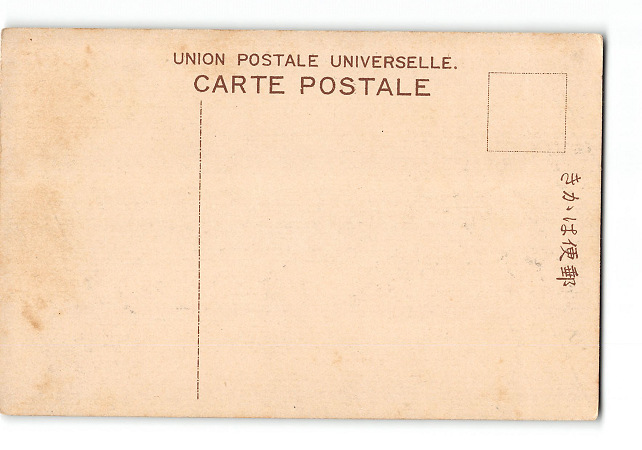 UNION POSTALE UNIVERSELLE.
CARTE POSTALE
きかは便郵